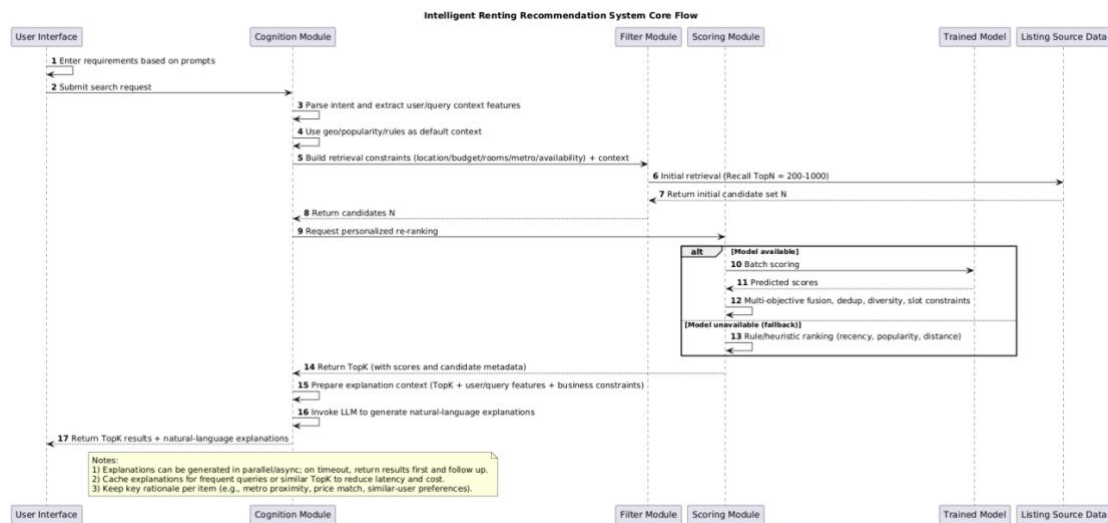 Intelligent Renting Recommendation System Core Flow
User Interface
Cognition Module
Filter Module
Scoring Module
Trained Model
Listing Source Data
1 Enter requirements based on prompts
2 Submit search request
3 Parse intent and extract user/query context features
4 Use geo/popularity/rules as default context
5 Build retrieval constraints (location/budget/rooms/metro/availability) + context
6 Initial retrieval (Recall TopN = 200-1000)
7 Return initial candidate set N
8 Return candidates N
9 Request personalized re-ranking
alt [Model available]
10 Batch scoring
11 Predicted scores
12 Multi-objective fusion, dedup, diversity, slot constraints
[Model unavailable (fallback)]
13 Rule/heuristic ranking (recency, popularity, distance)
14 Return TopK (with scores and candidate metadata)
15 Prepare explanation context (TopK + user/query features + business constraints)
16 Invoke LLM to generate natural-language explanations
17 Return TopK results + natural-language explanations
Notes:
1) Explanations can be generated in parallel/async; on timeout, return results first and follow up.
2) Cache explanations for frequent queries or similar TopK to reduce latency and cost.
3) Keep key rationale per item (e.g., metro proximity, price match, similar-user preferences).
User Interface
Cognition Module
Filter Module
Scoring Module
Trained Model
Listing Source Data